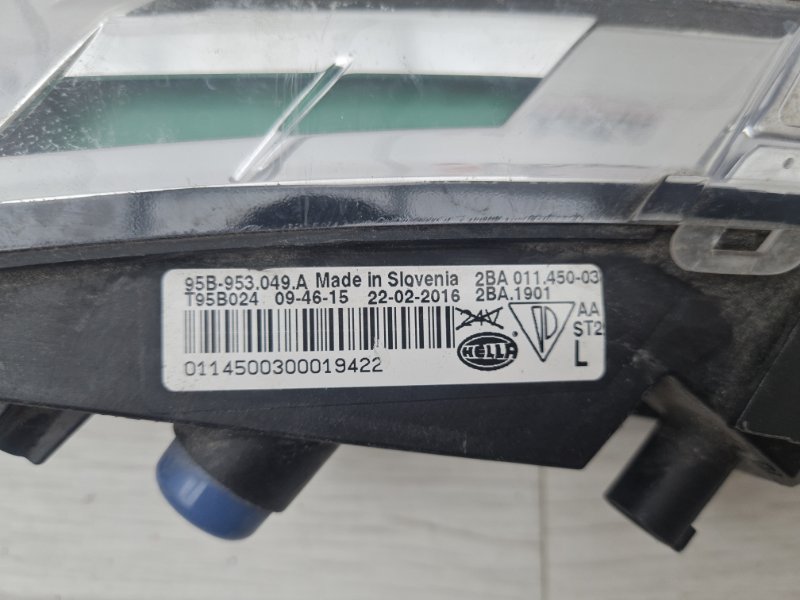 95B-953.049.A Made in Slovenia 2BA 011.450-03
T95B024 09-46-15 22-02-2016 2BA.1901
24V AA
HELLA ST2
0114500300019422 L